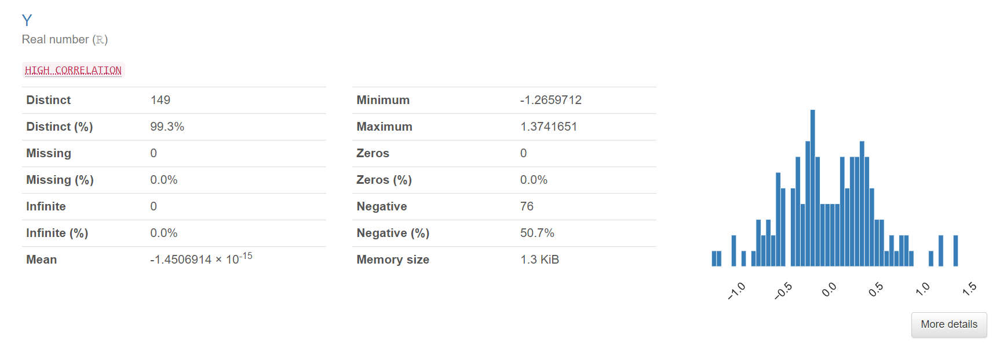 Y
Real number (ℝ)
HIGH CORRELATION
Distinct 149
Distinct (%) 99.3%
Missing 0
Missing (%) 0.0%
Infinite 0
Infinite (%) 0.0%
Mean -1.4506914 × 10⁻¹⁵
Minimum -1.2659712
Maximum 1.3741651
Zeros 0
Zeros (%) 0.0%
Negative 76
Negative (%) 50.7%
Memory size 1.3 KiB
−1.0 −0.5 0.0 0.5 1.0 1.5
More details